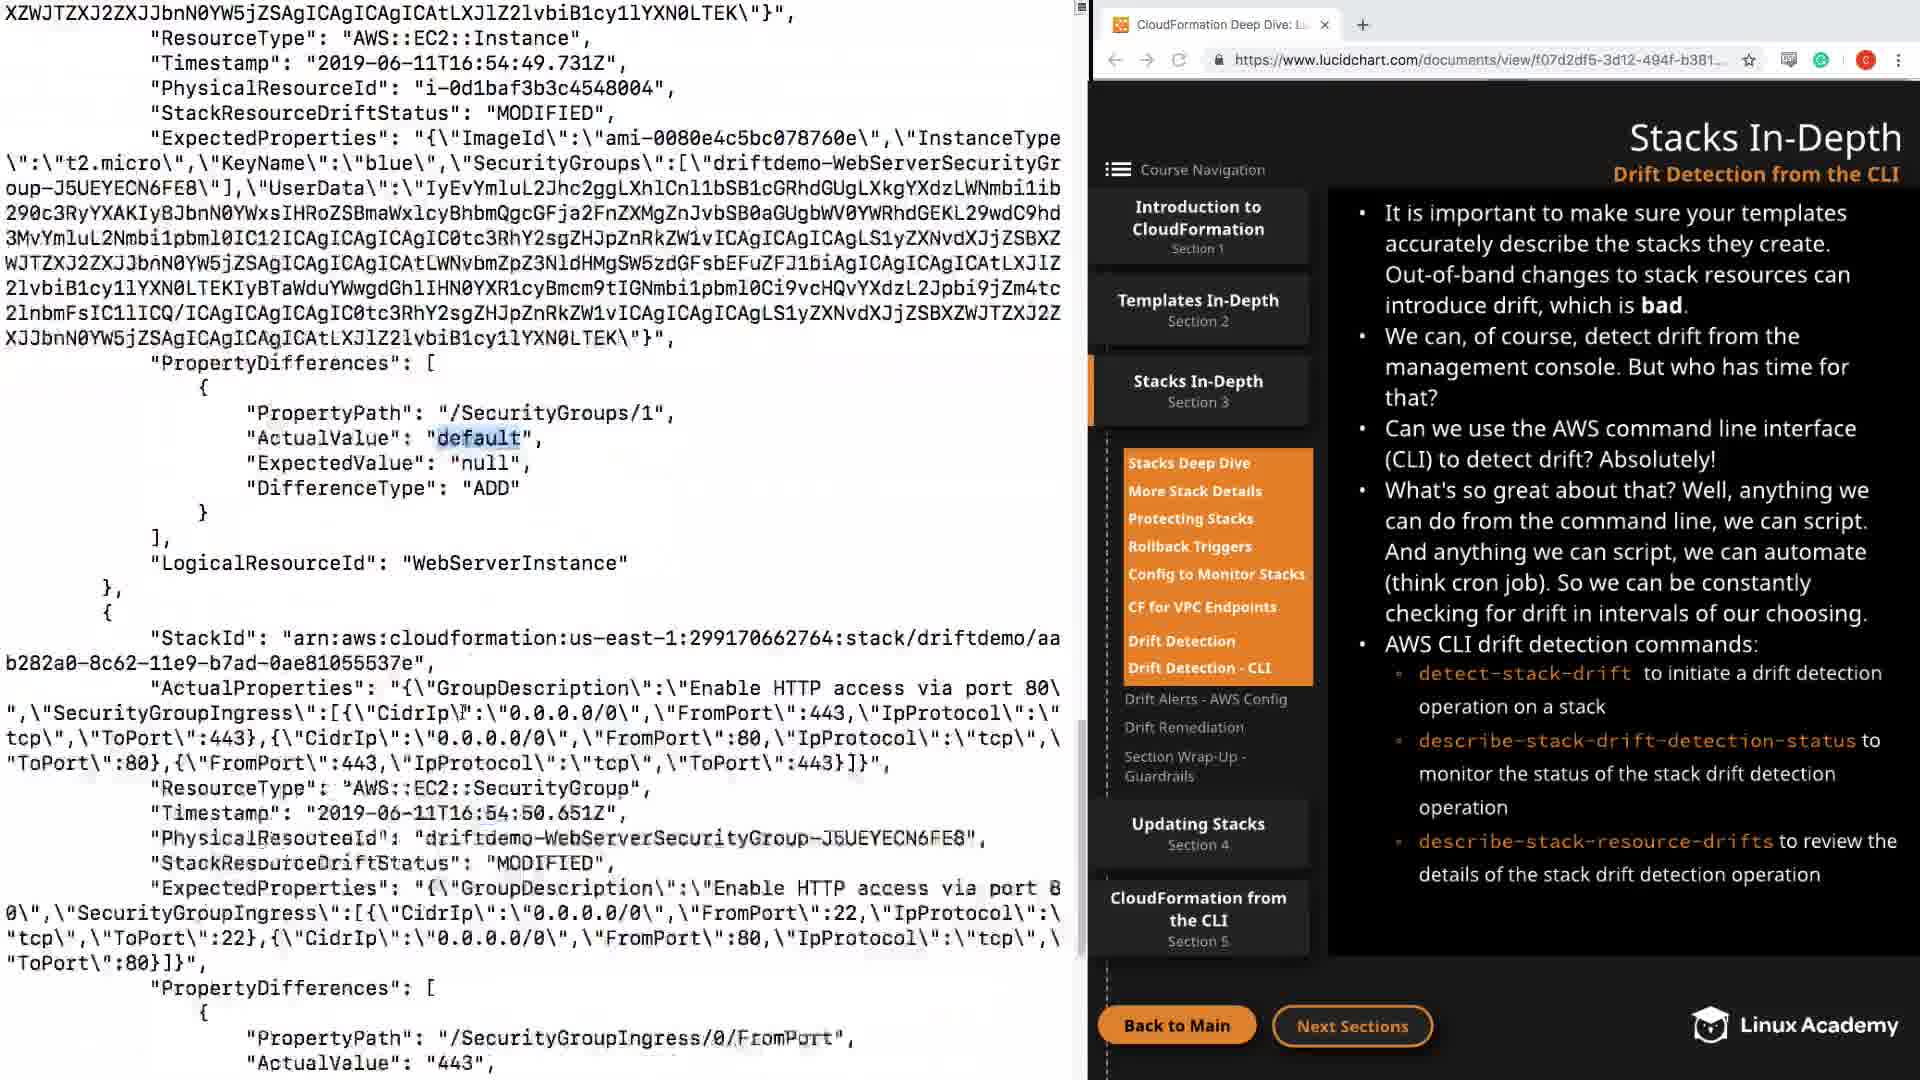 XZWJTZXJ2ZXJJbnN0YW5jZSAgICAgICAgICAtLXJlZ2lvbiB1cy1lYXN0LTEK\"}",
"ResourceType": "AWS::EC2::Instance",
"Timestamp": "2019-06-11T16:54:49.731Z",
"PhysicalResourceId": "i-0d1baf3b3c4548004",
"StackResourceDriftStatus": "MODIFIED",
"ExpectedProperties": "{\"ImageId\":\"ami-0080e4c5bc078760e\",\"InstanceType
\":\"t2.micro\",\"KeyName\":\"blue\",\"SecurityGroups\":[\"driftdemo-WebServerSecurityGr
oup-J5UEYECN6FE8\"],\"UserData\":\"IyEvYmluL2Jhc2ggLXhlCnl1bSB1cGRhdGUgLXkgYXdzLWNmbi1ib
290c3RyYXAKIyBJbnN0YWxsIHRoZSBmaWxlcyBhbmQgcGFja2FnZXMgZnJvbSB0aGUgbWV0YWRhdGEKL29wdC9hd
3MvYmluL2Nmbi1pbml0IC12ICAgICAgICAgIC0tc3RhY2sgZHJpZnRkZW1vICAgICAgICAgLS1yZXNvdXJjZSBXZ
WJTZXJ2ZXJJbnN0YW5jZSAgICAgICAgICAtLWNvbmZpZ3NldHMgSW5zdGFsbEFuZFJ1biAgICAgICAgICAtLXJlZ
2lvbiB1cy1lYXN0LTEKIyBTaWduYWwgdGhlIHN0YXR1cyBmcm9tIGNmbi1pbml0Ci9vcHQvYXdzL2Jpbi9jZm4tc
2lnbmFsIC1lICQ/ICAgICAgICAgIC0tc3RhY2sgZHJpZnRkZW1vICAgICAgICAgLS1yZXNvdXJjZSBXZWJTZXJ2Z
XJJbnN0YW5jZSAgICAgICAgICAtLXJlZ2lvbiB1cy1lYXN0LTEK\"}",
"PropertyDifferences": [
{
"PropertyPath": "/SecurityGroups/1",
"ActualValue": "default",
"ExpectedValue": "null",
"DifferenceType": "ADD"
}
],
"LogicalResourceId": "WebServerInstance"
},
{
"StackId": "arn:aws:cloudformation:us-east-1:299170662764:stack/driftdemo/aa
b282a0-8c62-11e9-b7ad-0ae81055537e",
"ActualProperties": "{\"GroupDescription\":\"Enable HTTP access via port 80\
",\"SecurityGroupIngress\":[{\"CidrIp\":\"0.0.0.0/0\",\"FromPort\":443,\"IpProtocol\":\"
tcp\",\"ToPort\":443},{\"CidrIp\":\"0.0.0.0/0\",\"FromPort\":80,\"IpProtocol\":\"tcp\",\
"ToPort\":80},{\"FromPort\":443,\"IpProtocol\":\"tcp\",\"ToPort\":443}]}",
"ResourceType": "AWS::EC2::SecurityGroup",
"Timestamp": "2019-06-11T16:54:50.651Z",
"PhysicalResourceId": "driftdemo-WebServerSecurityGroup-J5UEYECN6FE8",
"StackResourceDriftStatus": "MODIFIED",
"ExpectedProperties": "{\"GroupDescription\":\"Enable HTTP access via port 8
0\",\"SecurityGroupIngress\":[{\"CidrIp\":\"0.0.0.0/0\",\"FromPort\":22,\"IpProtocol\":\
"tcp\",\"ToPort\":22},{\"CidrIp\":\"0.0.0.0/0\",\"FromPort\":80,\"IpProtocol\":\"tcp\",\
"ToPort\":80}]}",
"PropertyDifferences": [
{
"PropertyPath": "/SecurityGroupIngress/0/FromPort",
"ActualValue": "443",
CloudFormation Deep Dive: Lu
https://www.lucidchart.com/documents/view/f07d2df5-3d12-494f-b381...
C
Stacks In-Depth
Drift Detection from the CLI
Course Navigation
Introduction to
CloudFormation
Section 1
Templates In-Depth
Section 2
Stacks In-Depth
Section 3
Stacks Deep Dive
More Stack Details
Protecting Stacks
Rollback Triggers
Config to Monitor Stacks
CF for VPC Endpoints
Drift Detection
Drift Detection - CLI
Drift Alerts - AWS Config
Drift Remediation
Section Wrap-Up -
Guardrails
Updating Stacks
Section 4
CloudFormation from
the CLI
Section 5
• It is important to make sure your templates
accurately describe the stacks they create.
Out-of-band changes to stack resources can
introduce drift, which is bad.
• We can, of course, detect drift from the
management console. But who has time for
that?
• Can we use the AWS command line interface
(CLI) to detect drift? Absolutely!
• What's so great about that? Well, anything we
can do from the command line, we can script.
And anything we can script, we can automate
(think cron job). So we can be constantly
checking for drift in intervals of our choosing.
• AWS CLI drift detection commands:
◦ detect-stack-drift to initiate a drift detection
operation on a stack
◦ describe-stack-drift-detection-status to
monitor the status of the stack drift detection
operation
◦ describe-stack-resource-drifts to review the
details of the stack drift detection operation
Back to Main
Next Sections
Linux Academy